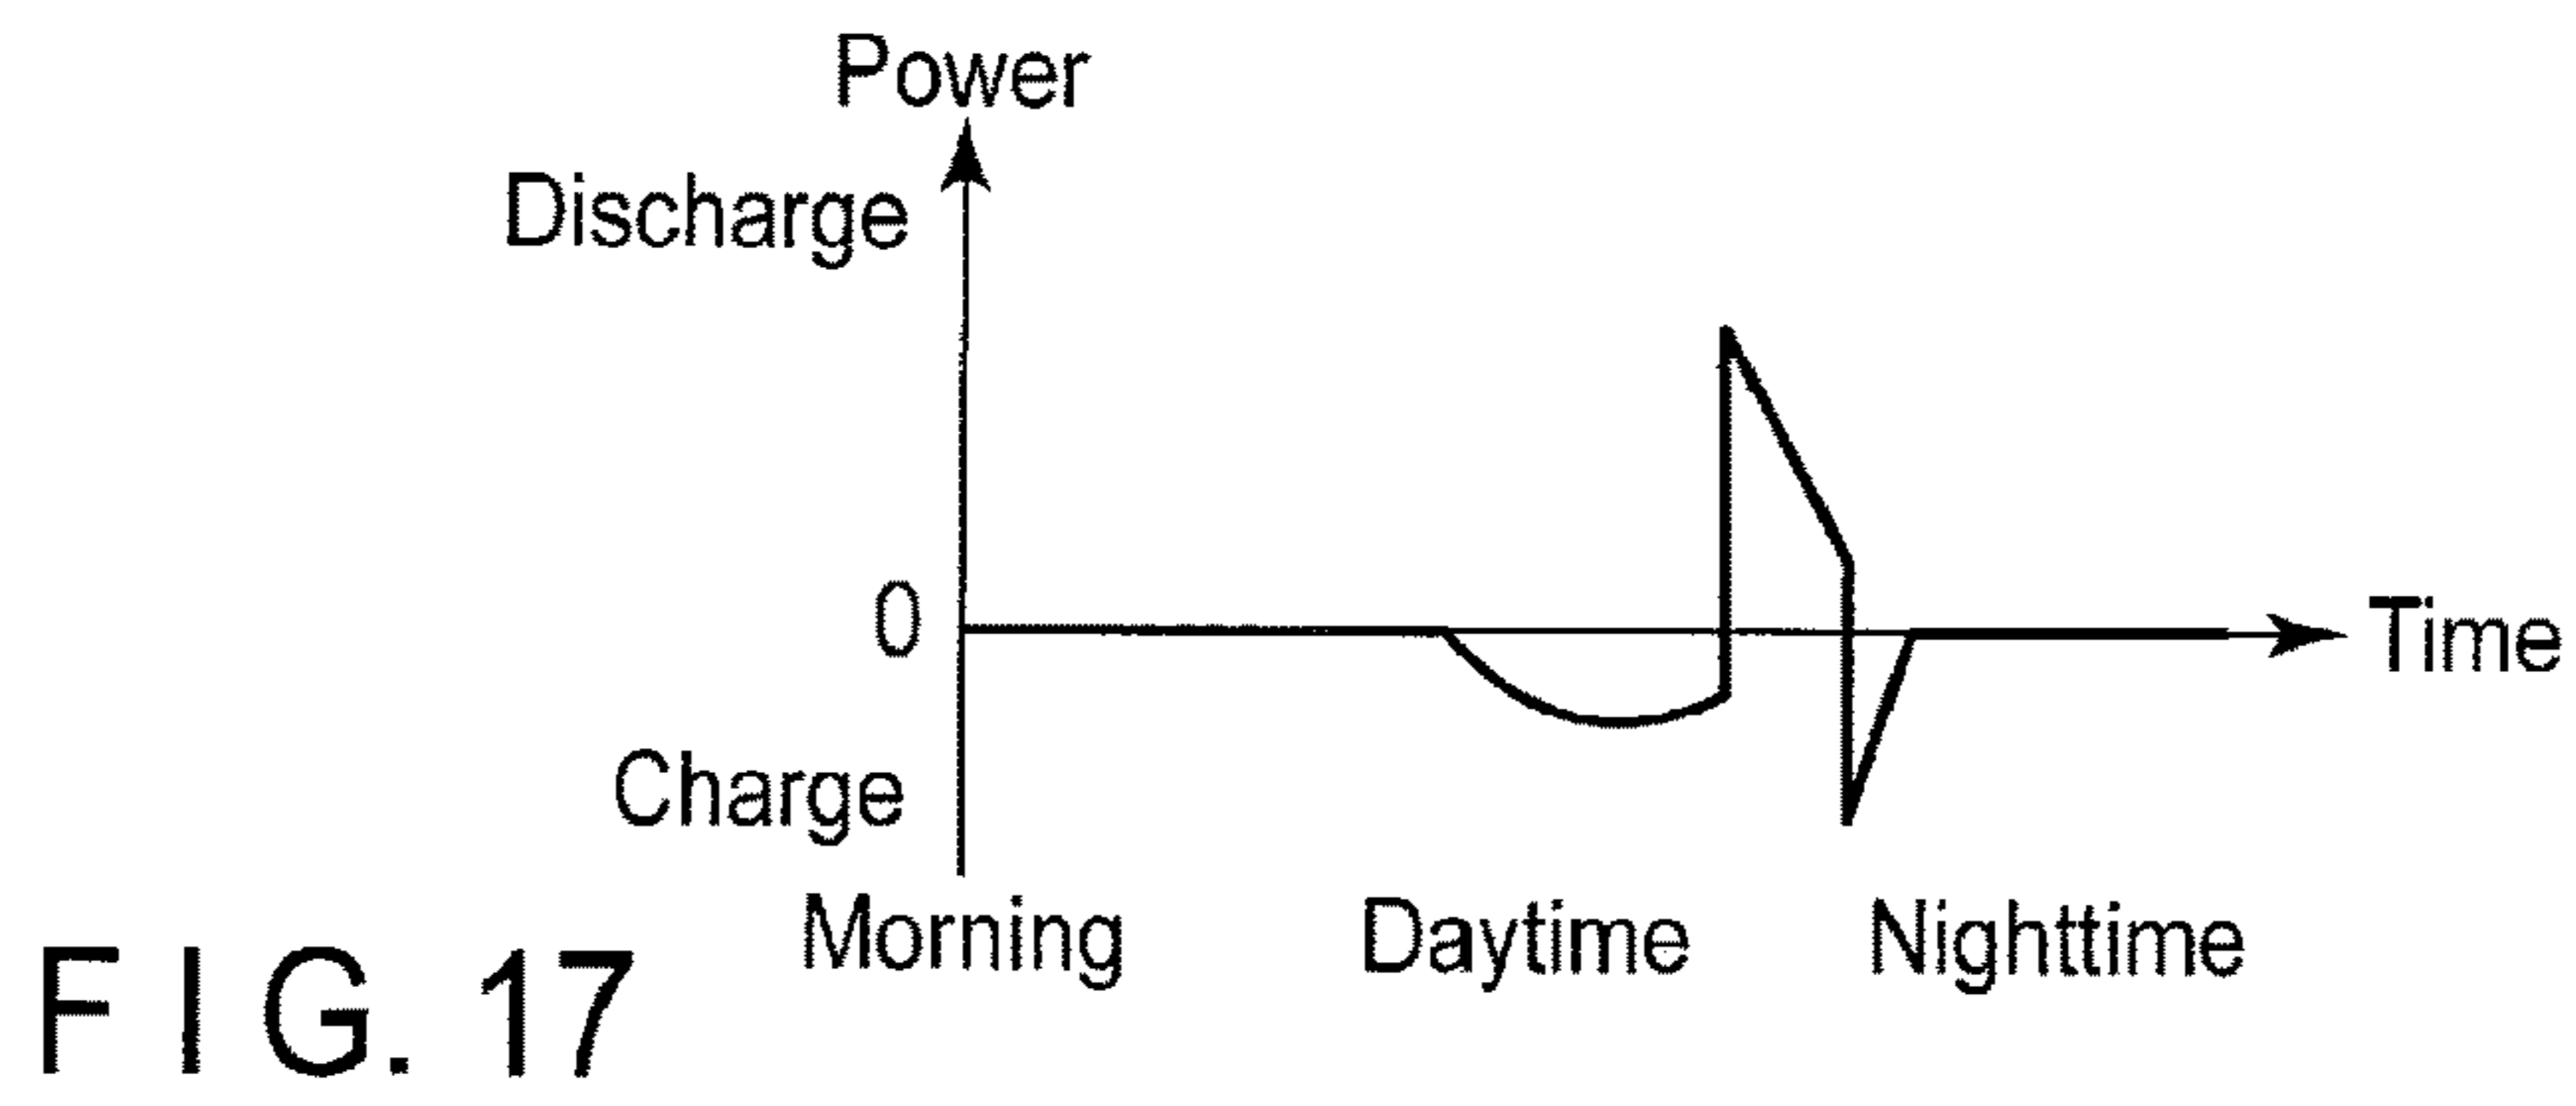 Power
Discharge
0
Time
Charge
Morning Daytime Nighttime
F I G. 17